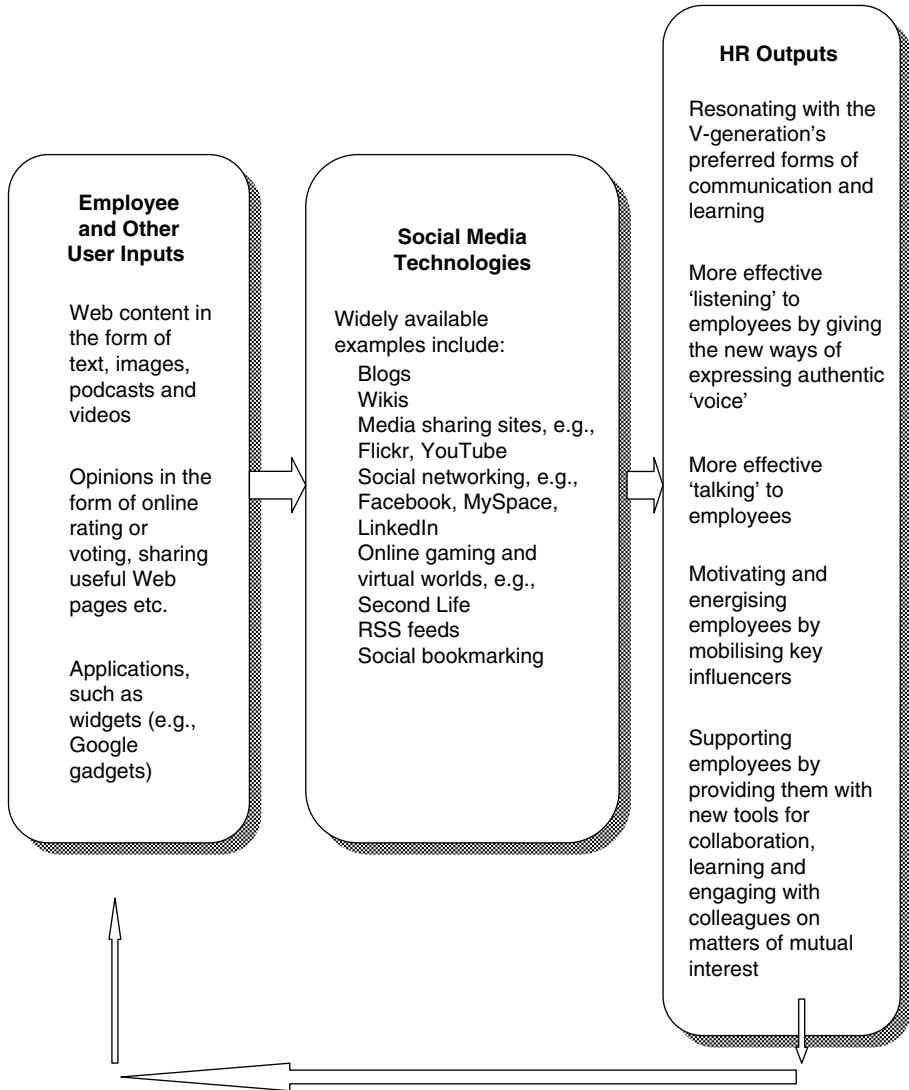 Employee
and Other
User Inputs
Web content in
the form of
text, images,
podcasts and
videos
Opinions in the
form of online
rating or
voting, sharing
useful Web
pages etc.
Applications,
such as
widgets (e.g.,
Google
gadgets)
Social Media
Technologies
Widely available
examples include:
Blogs
Wikis
Media sharing sites, e.g.,
Flickr, YouTube
Social networking, e.g.,
Facebook, MySpace,
LinkedIn
Online gaming and
virtual worlds, e.g.,
Second Life
RSS feeds
Social bookmarking
HR Outputs
Resonating with the
V-generation’s
preferred forms of
communication and
learning
More effective
‘listening’ to
employees by giving
the new ways of
expressing authentic
‘voice’
More effective
‘talking’ to
employees
Motivating and
energising
employees by
mobilising key
influencers
Supporting
employees by
providing them with
new tools for
collaboration,
learning and
engaging with
colleagues on
matters of mutual
interest